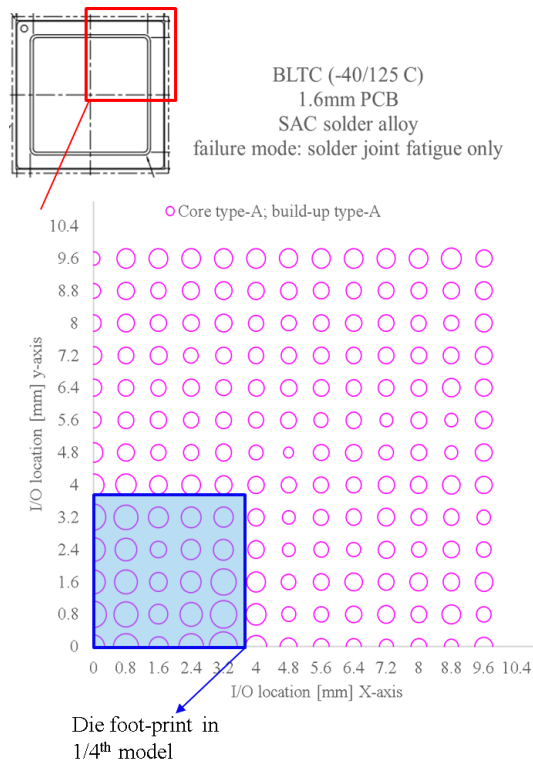 BLTC (-40/125 C)
1.6mm PCB
SAC solder alloy
failure mode: solder joint fatigue only
Core type-A; build-up type-A
10.4
9.6
8.8
8
7.2
6.4
5.6
4.8
4
3.2
2.4
1.6
0.8
0
I/O location [mm] y-axis
0 0.8 1.6 2.4 3.2 4 4.8 5.6 6.4 7.2 8 8.8 9.6 10.4
I/O location [mm] X-axis
Die foot-print in
1/4th model